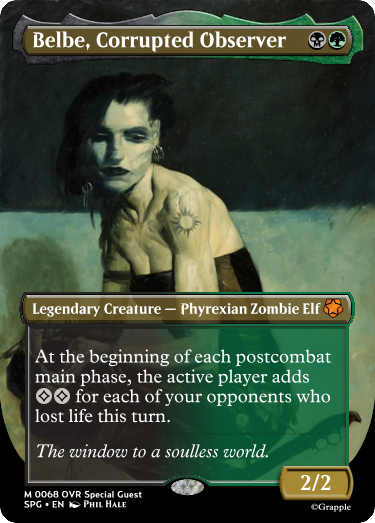 Belbe, Corrupted Observer
Legendary Creature — Phyrexian Zombie Elf
At the beginning of each postcombat
main phase, the active player adds
for each of your opponents who
lost life this turn.
The window to a soulless world.
2/2
M 0068 OVR Special Guest
SPG • EN Phil Hale
©Grapple